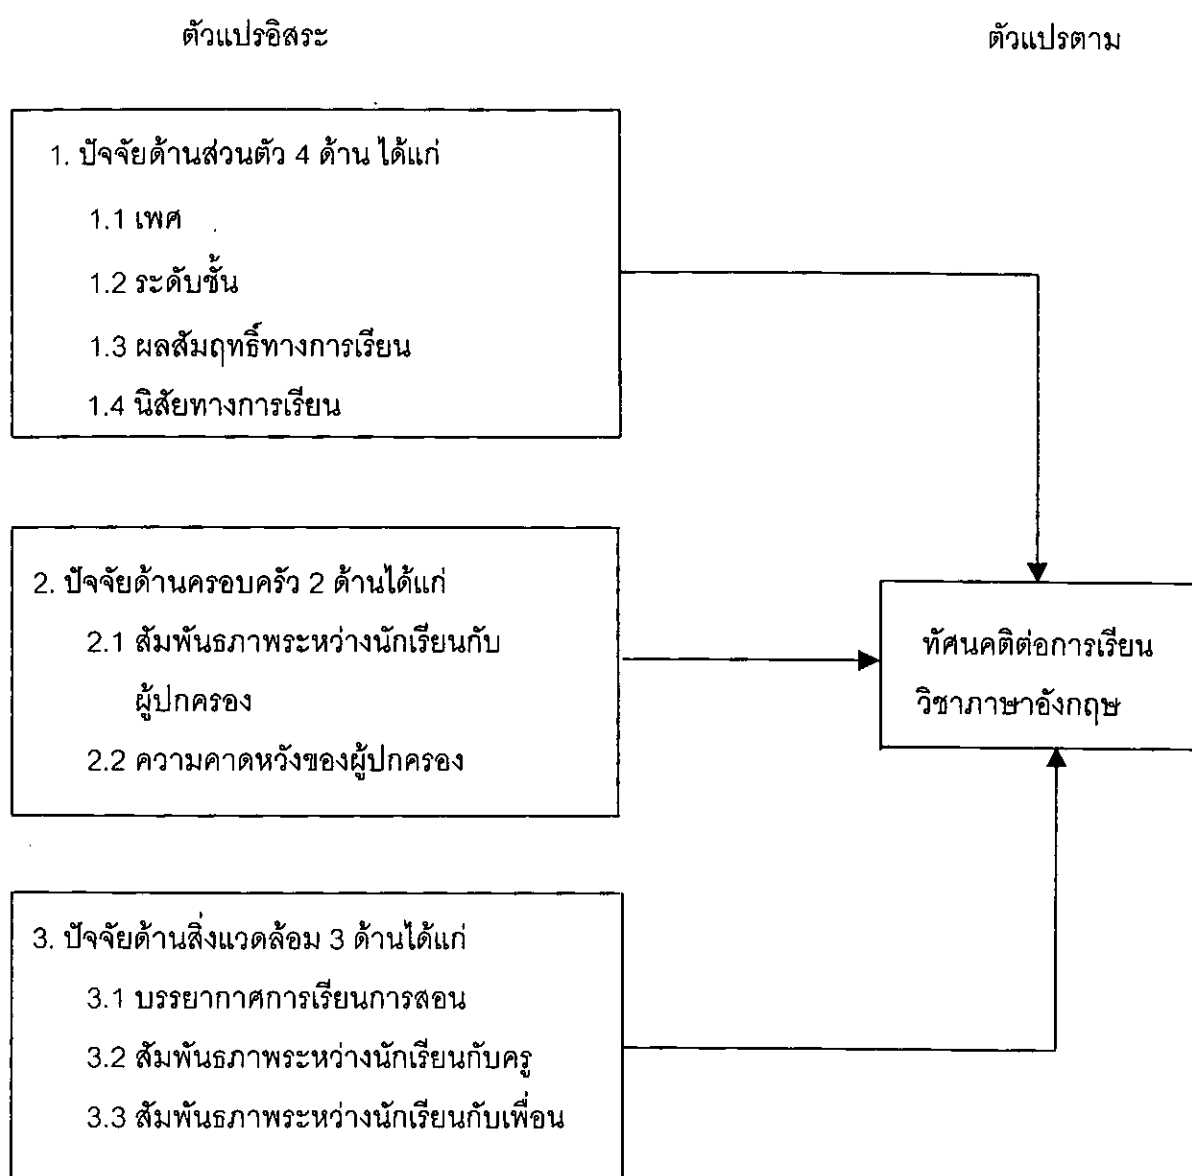 ตัวแปรอิสระ
ตัวแปรตาม
1. ปัจจัยด้านส่วนตัว 4 ด้าน ได้แก่
1.1 เพศ
1.2 ระดับชั้น
1.3 ผลสัมฤทธิ์ทางการเรียน
1.4 นิสัยทางการเรียน
2. ปัจจัยด้านครอบครัว 2 ด้านได้แก่
2.1 สัมพันธภาพระหว่างนักเรียนกับ
ผู้ปกครอง
2.2 ความคาดหวังของผู้ปกครอง
ทัศนคติต่อการเรียน
วิชาภาษาอังกฤษ
3. ปัจจัยด้านสิ่งแวดล้อม 3 ด้านได้แก่
3.1 บรรยากาศการเรียนการสอน
3.2 สัมพันธภาพระหว่างนักเรียนกับครู
3.3 สัมพันธภาพระหว่างนักเรียนกับเพื่อน